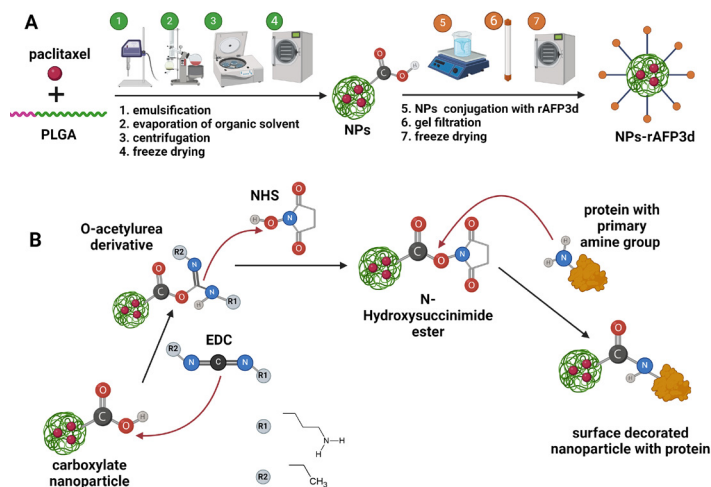 A
1
2
3
4
5
6
7
paclitaxel
+
PLGA
1. emulsification
2. evaporation of organic solvent
3. centrifugation
4. freeze drying
O
C
O
H
NPs
5. NPs conjugation with rAFP3d
6. gel filtration
7. freeze drying
NPs-rAFP3d
B
O-acetylurea
derivative
R2
N
O
C
O
N
H
R1
NHS
O
H
O
N
O
O
O
C
O
N
O
N-
Hydroxysuccinimide
ester
protein with
primary
amine group
H
H
N
EDC
R2
N
C
N
R1
O
C
O
H
carboxylate
nanoparticle
R1
N
H
H
R2
CH3
O
C
N
H
surface decorated
nanoparticle with protein